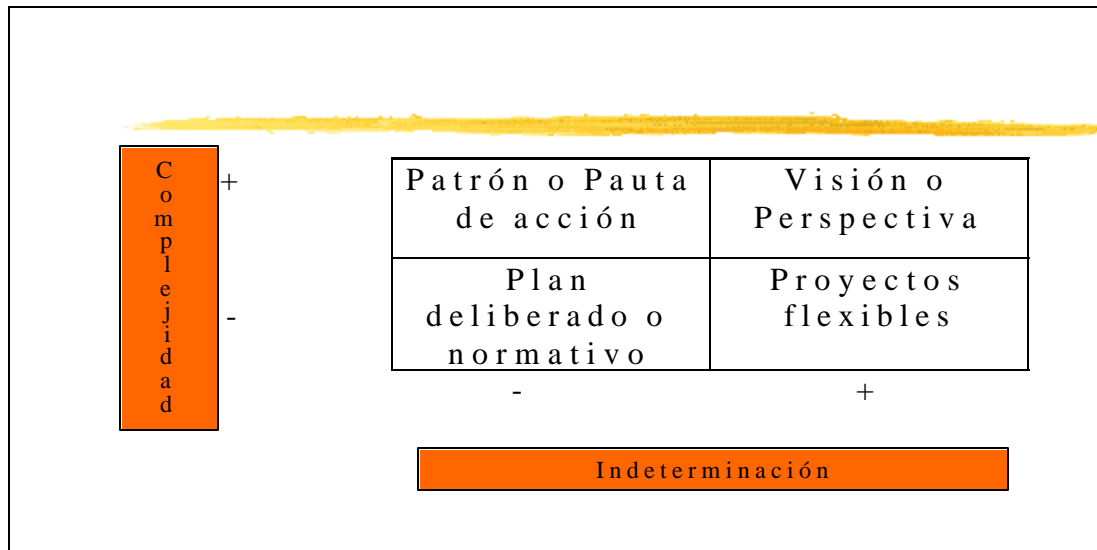 Complejidad
+
Patrón o Pauta
de acción
Visión o
Perspectiva
-
Plan
deliberado o
normativo
Proyectos
flexibles
-
+
Indeterminación